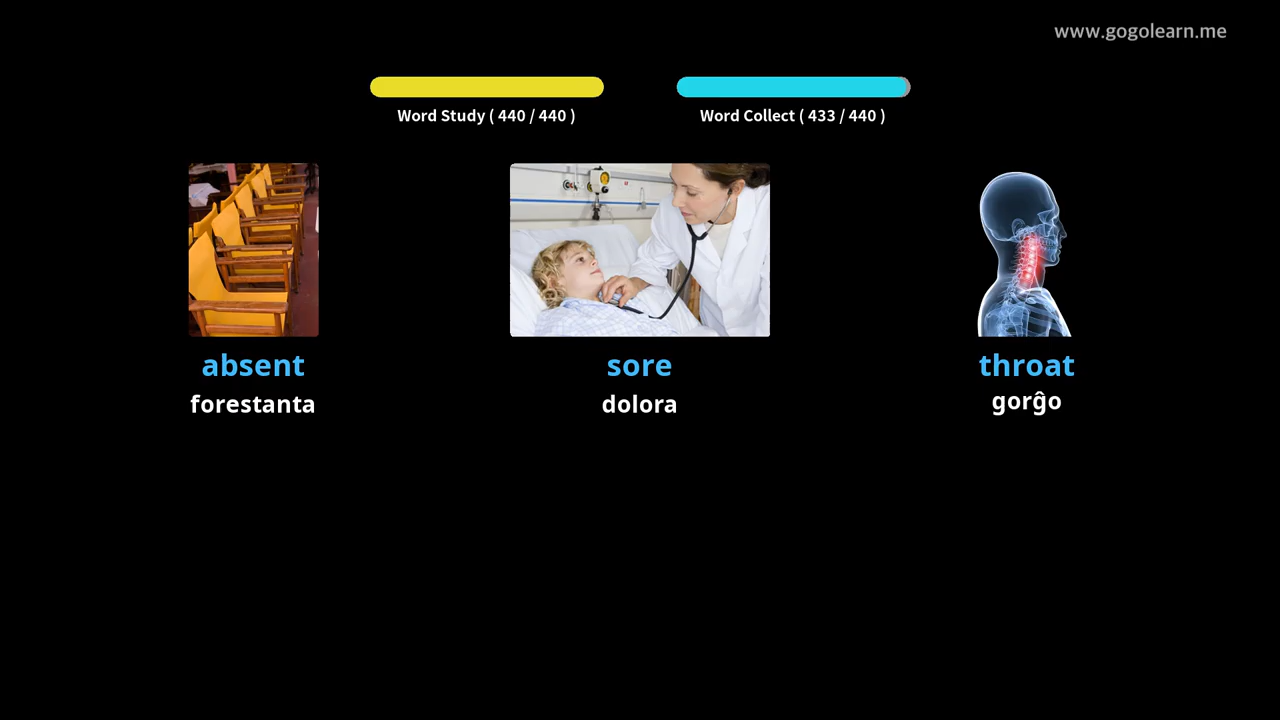 www.gogolearn.me
Word Study ( 440 / 440 )
Word Collect ( 433 / 440 )
absent
forestanta
sore
dolora
throat
gorĝo